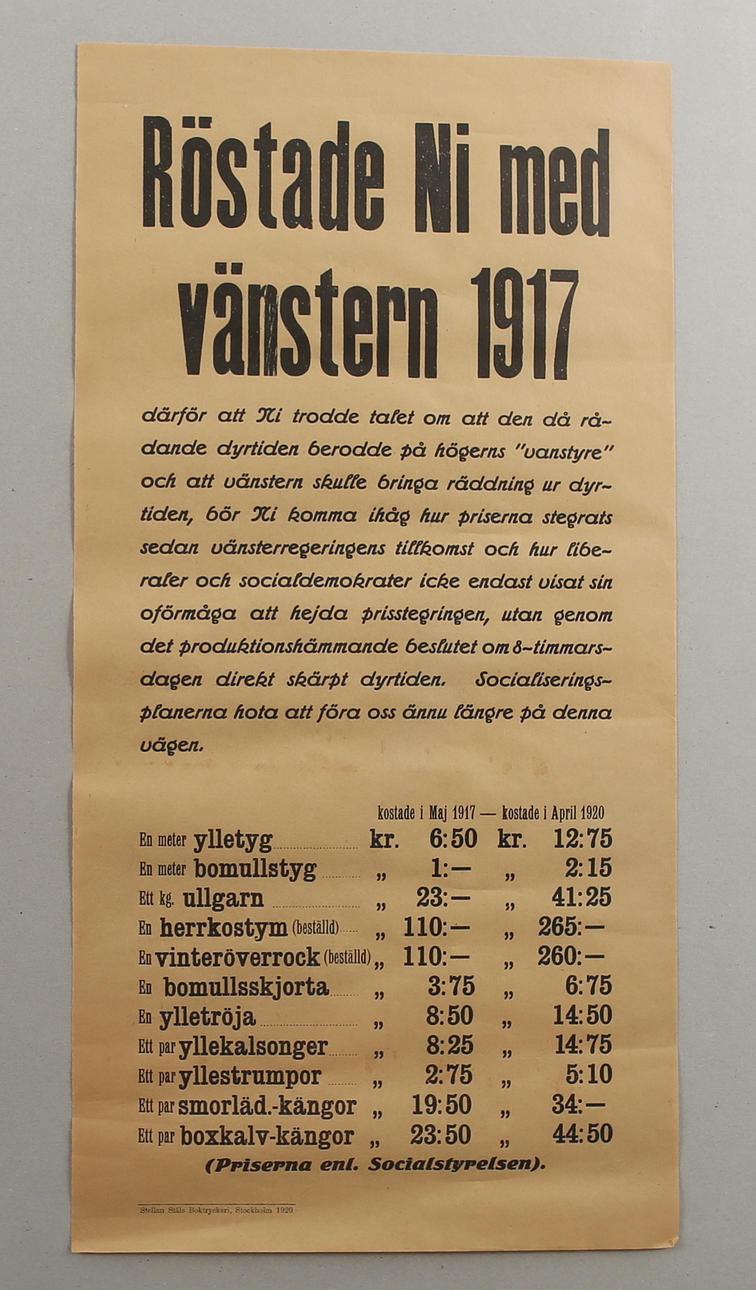 Röstade Ni med
vänstern 1917
därför att Ni trodde talet om att den då rå-
dande dyrtiden berodde på högerns "vanstyre"
och att vänstern skulle bringa räddning ur dyr-
tiden, bör Ni komma ihåg hur priserna stegrats
sedan vänsterregeringens tillkomst och hur libe-
raler och socialdemokrater icke endast visat sin
oförmåga att hejda prisstegringen, utan genom
det produktionshämmande beslutet om 8-timmars-
dagen direkt skärpt dyrtiden. Socialiserings-
planerna hota att föra oss ännu längre på denna
vägen.
kostade i Maj 1917 — kostade i April 1920
En meter ylletyg kr. 6:50 kr. 12:75
En meter bomullstyg „ 1:— „ 2:15
Ett kg. ullgarn „ 23:— „ 41:25
En herrkostym (beställd) „ 110:— „ 265:—
En vinteröverrock (beställd) „ 110:— „ 260:—
En bomullsskjorta „ 3:75 „ 6:75
En ylletröja „ 8:50 „ 14:50
Ett par yllekalsonger „ 8:25 „ 14:75
Ett par yllestrumpor „ 2:75 „ 5:10
Ett par smorläd.-kängor „ 19:50 „ 34:—
Ett par boxkalv-kängor „ 23:50 „ 44:50
(Priserna enl. Socialstyrelsen).
Stellan Ståls Boktryckeri, Stockholm 1920